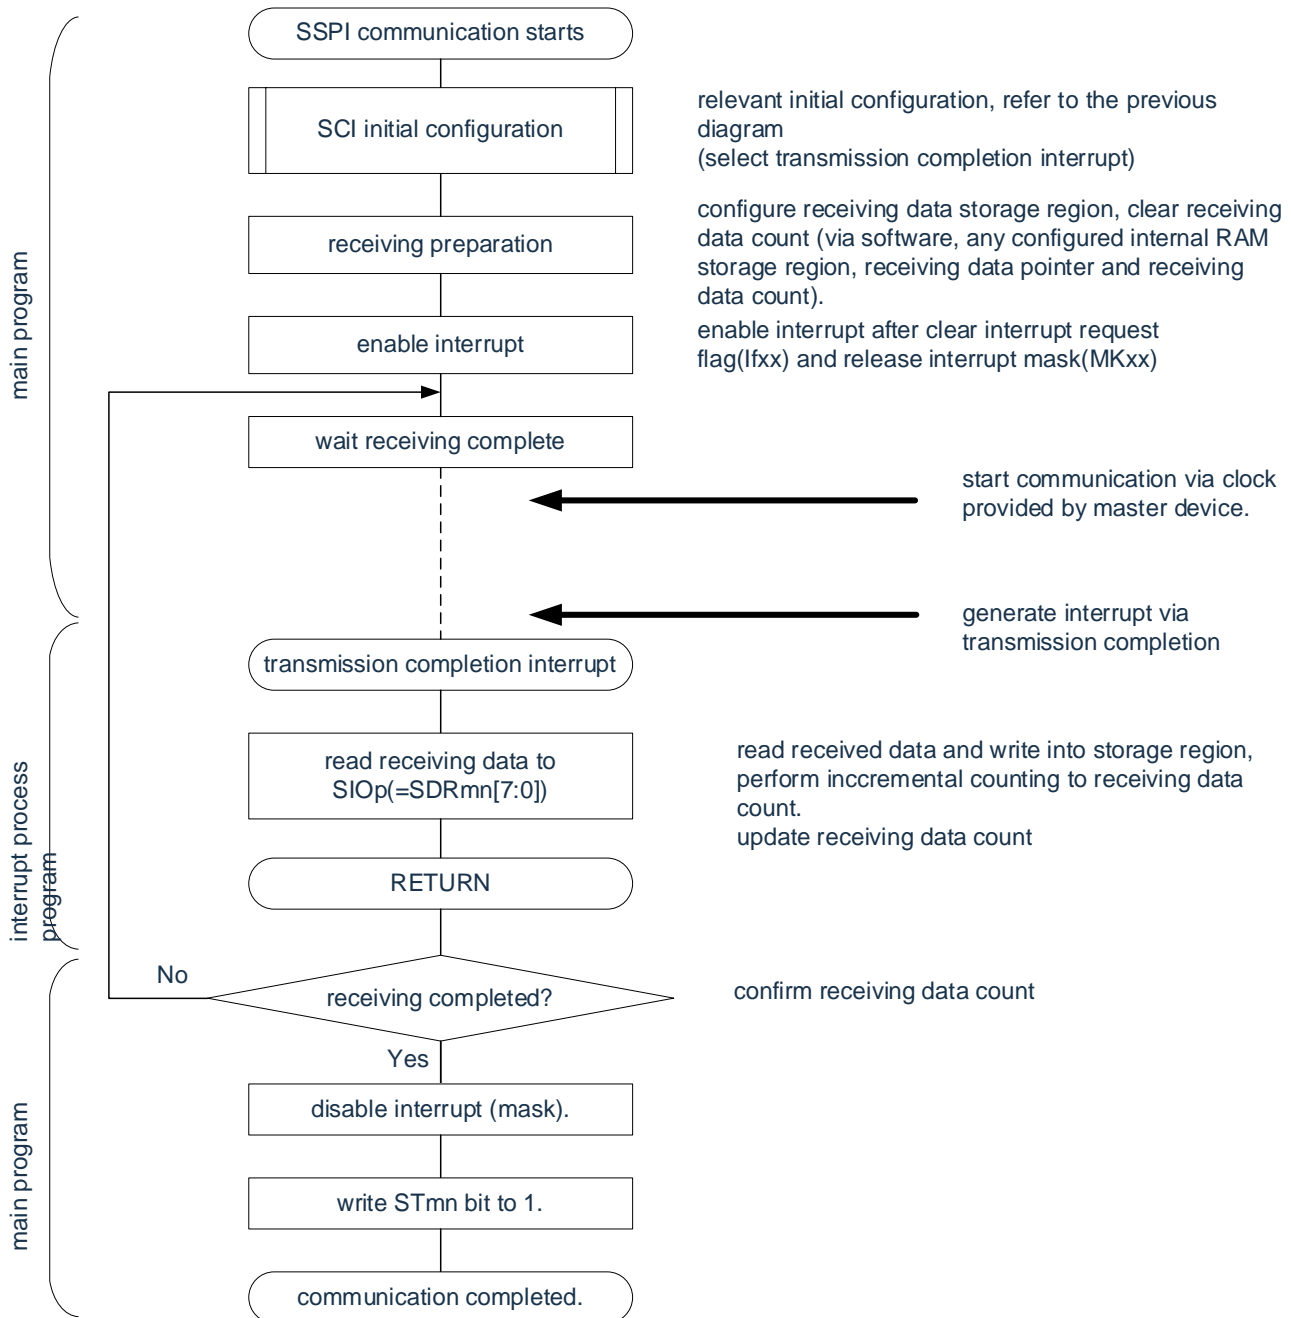 SSPI communication starts
SCI initial configuration
relevant initial configuration, refer to the previous
diagram
(select transmission completion interrupt)
receiving preparation
configure receiving data storage region, clear receiving
data count (via software, any configured internal RAM
storage region, receiving data pointer and receiving
data count).
enable interrupt
enable interrupt after clear interrupt request
flag(Ifxx) and release interrupt mask(MKxx)
main program
wait receiving complete
start communication via clock
provided by master device.
generate interrupt via
transmission completion
transmission completion interrupt
read receiving data to
SIOp(=SDRmn[7:0])
read received data and write into storage region,
perform inccremental counting to receiving data
count.
update receiving data count
interrupt process
program
RETURN
No
receiving completed?
confirm receiving data count
Yes
disable interrupt (mask).
main program
write STmn bit to 1.
communication completed.